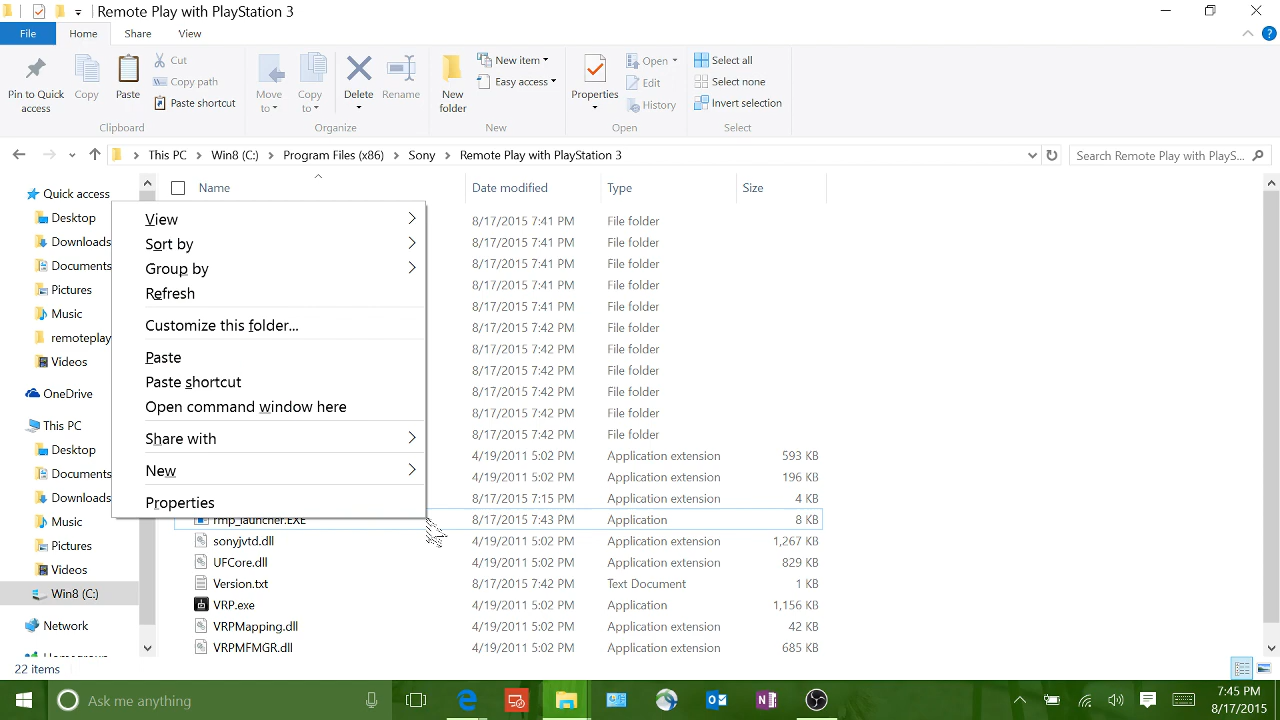 Remote Play with PlayStation 3
File Home Share View
Pin to Quick access
Copy
Paste
Cut
Copy path
Paste shortcut
Clipboard
Move to
Copy to
Delete
Rename
Organize
New folder
New item
Easy access
New
Properties
Open
Edit
History
Open
Select all
Select none
Invert selection
Select
This PC > Win8 (C:) > Program Files (x86) > Sony > Remote Play with PlayStation 3
Search Remote Play with PlayS...
Name Date modified Type Size
Quick access
Desktop
Downloads
Documents
Pictures
Music
remoteplay
Videos
OneDrive
This PC
Desktop
Documents
Downloads
Music
Pictures
Videos
Win8 (C:)
Network
View
Sort by
Group by
Refresh
Customize this folder...
Paste
Paste shortcut
Open command window here
Share with
New
Properties
8/17/2015 7:41 PM File folder
8/17/2015 7:41 PM File folder
8/17/2015 7:41 PM File folder
8/17/2015 7:41 PM File folder
8/17/2015 7:41 PM File folder
8/17/2015 7:42 PM File folder
8/17/2015 7:42 PM File folder
8/17/2015 7:42 PM File folder
8/17/2015 7:42 PM File folder
8/17/2015 7:42 PM File folder
8/17/2015 7:42 PM File folder
4/19/2011 5:02 PM Application extension 593 KB
4/19/2011 5:02 PM Application extension 196 KB
8/17/2015 7:15 PM Application extension 4 KB
rmp_launcher.EXE 8/17/2015 7:43 PM Application 8 KB
sonyjvtd.dll 4/19/2011 5:02 PM Application extension 1,267 KB
UFCore.dll 4/19/2011 5:02 PM Application extension 829 KB
Version.txt 8/17/2015 7:42 PM Text Document 1 KB
VRP.exe 4/19/2011 5:02 PM Application 1,156 KB
VRPMapping.dll 4/19/2011 5:02 PM Application extension 42 KB
VRPMFMGR.dll 4/19/2011 5:02 PM Application extension 685 KB
22 items
Ask me anything
7:45 PM
8/17/2015